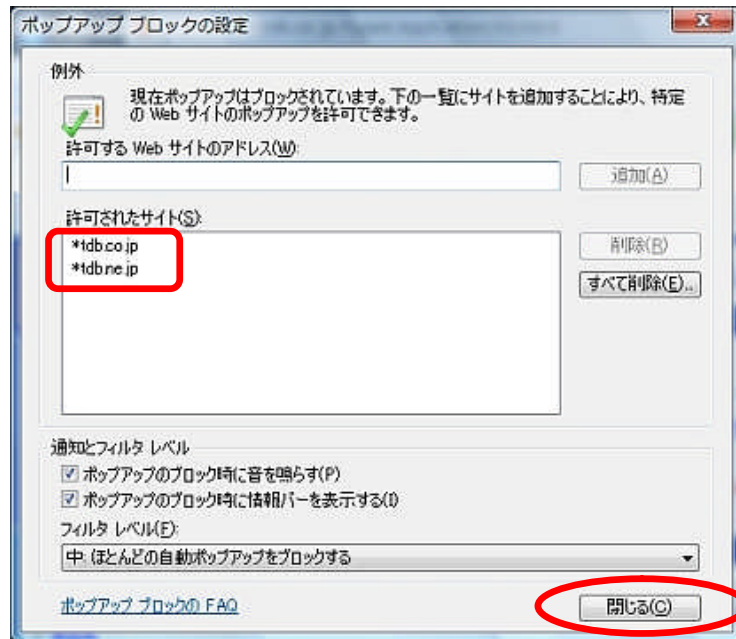 ポップアップ ブロックの設定
例外
現在ポップアップはブロックされています。下の一覧にサイトを追加することにより、特定
の Web サイトのポップアップを許可できます。
許可する Web サイトのアドレス(W):
追加(A)
許可されたサイト(S):
*tdb.co.jp
*tdb.ne.jp
削除(R)
すべて削除(E)...
通知とフィルタ レベル
ポップアップのブロック時に音を鳴らす(P)
ポップアップのブロック時に情報バーを表示する(I)
フィルタ レベル(F):
中: ほとんどの自動ポップアップをブロックする
ポップアップ ブロックの FAQ
閉じる(C)